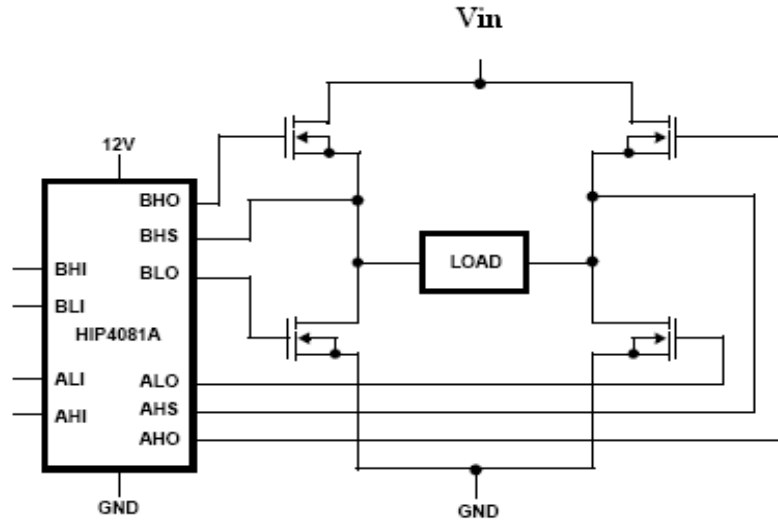 Vin
12V
BHO
BHS
BHI
BLO
BLI
LOAD
HIP4081A
ALI
ALO
AHI
AHS
AHO
GND
GND